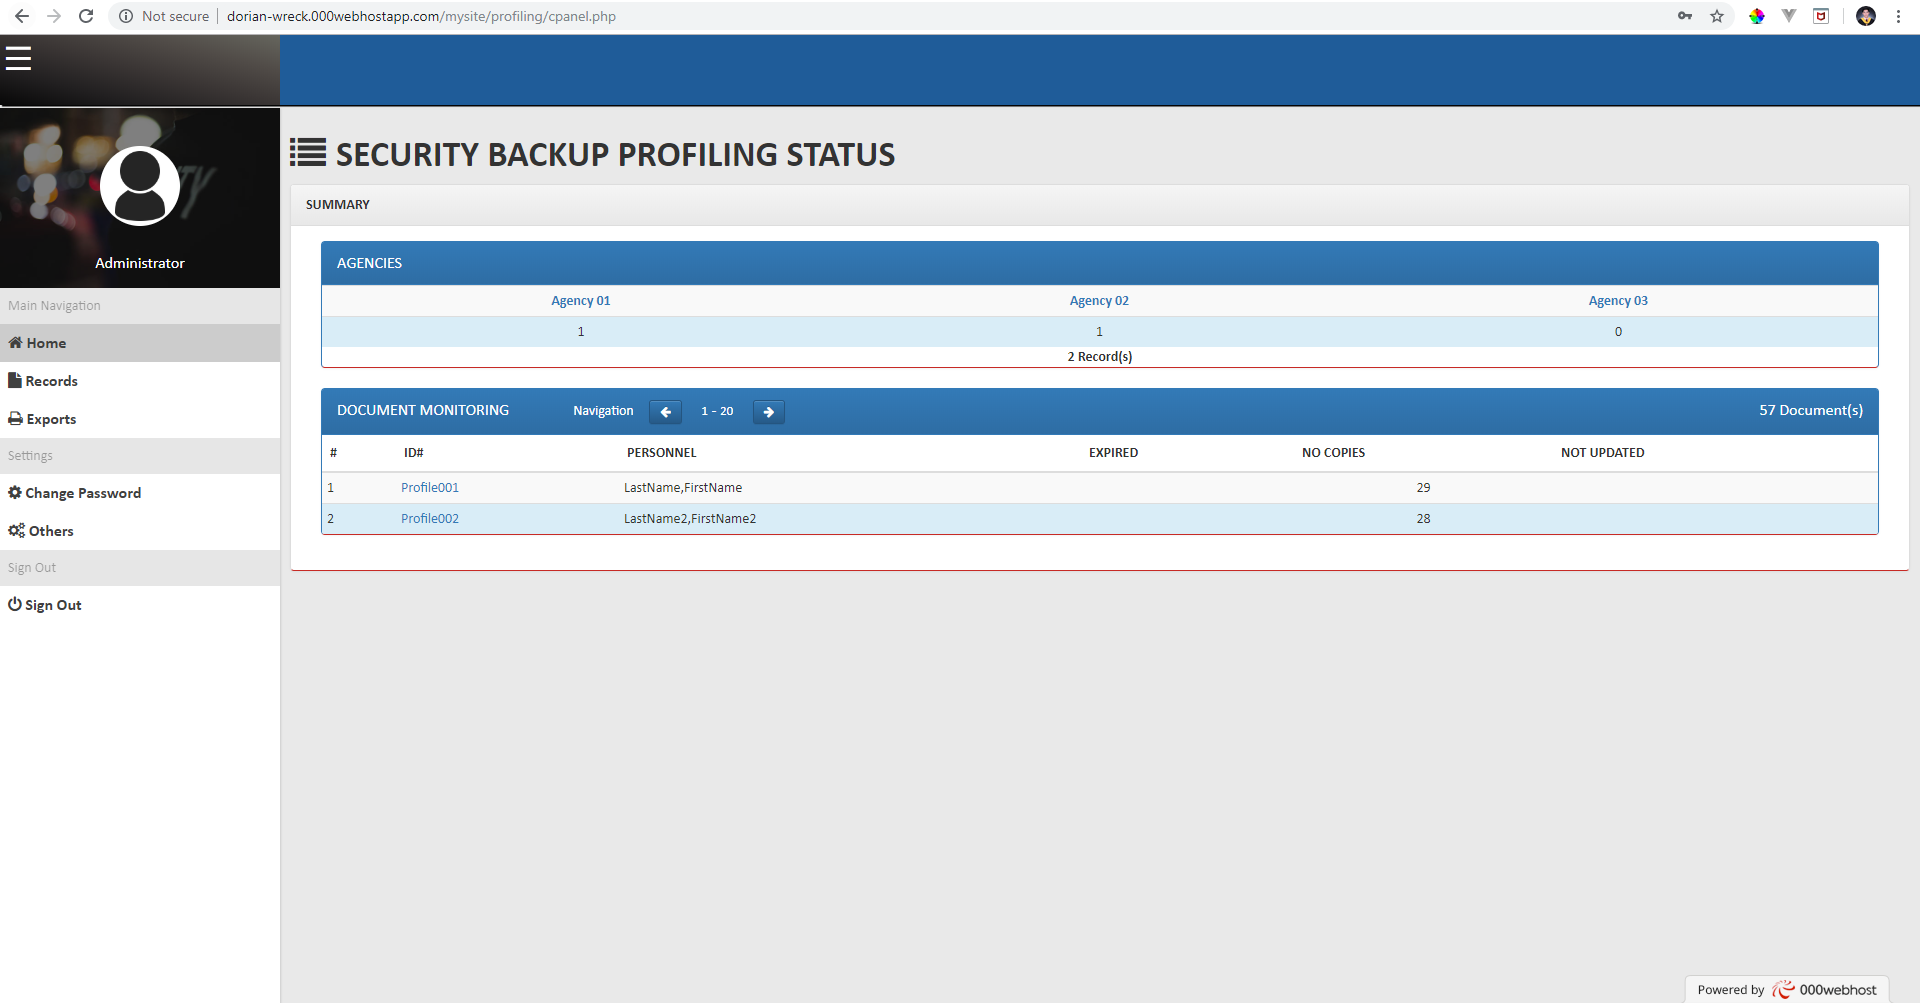 Not secure
dorian-wreck.000webhostapp.com/mysite/profiling/cpanel.php
Administrator
Main Navigation
Home
Records
Exports
Settings
Change Password
Others
Sign Out
Sign Out
SECURITY BACKUP PROFILING STATUS
SUMMARY
AGENCIES
Agency 01 Agency 02 Agency 03
1 1 0
2 Record(s)
DOCUMENT MONITORING Navigation 1 - 20 57 Document(s)
# ID# PERSONNEL EXPIRED NO COPIES NOT UPDATED
1 Profile001 LastName,FirstName 29
2 Profile002 LastName2,FirstName2 28
Powered by 000webhost